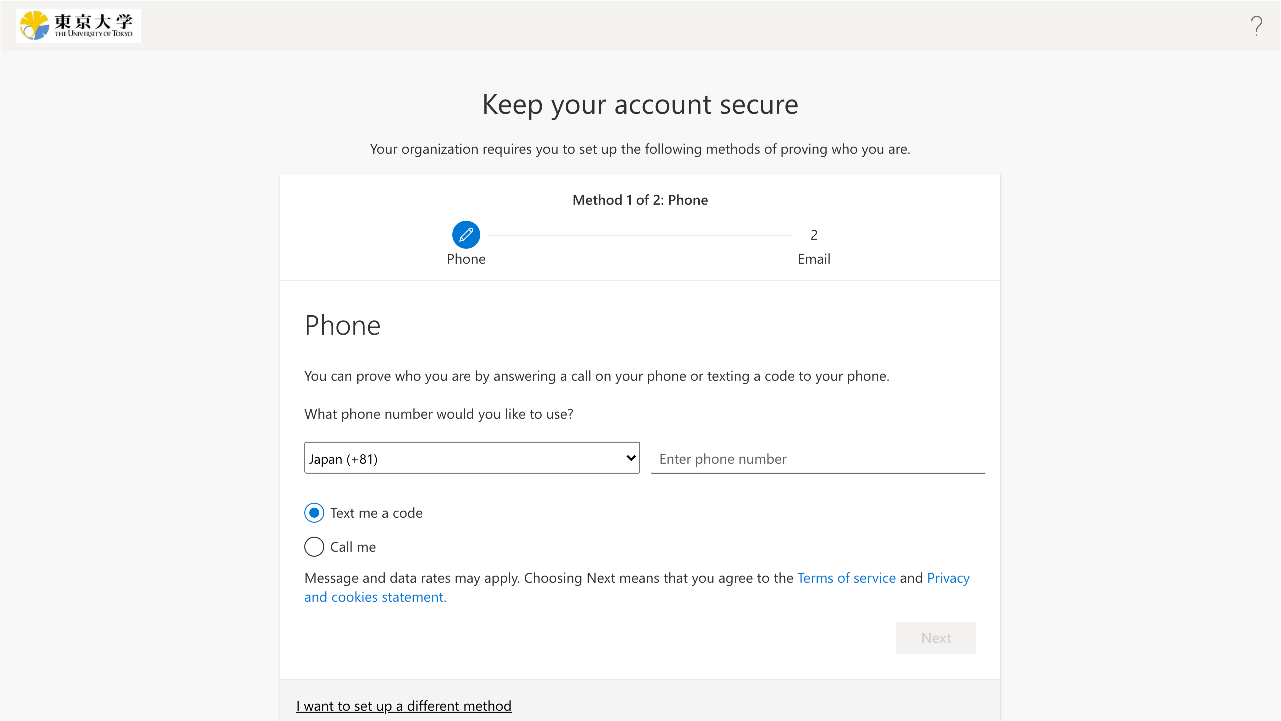 東京大学
THE UNIVERSITY OF TOKYO
?
Keep your account secure
Your organization requires you to set up the following methods of proving who you are.
Method 1 of 2: Phone
2
Phone
Email
Phone
You can prove who you are by answering a call on your phone or texting a code to your phone.
What phone number would you like to use?
Japan (+81)
Enter phone number
Text me a code
Call me
Message and data rates may apply. Choosing Next means that you agree to the Terms of service and Privacy
and cookies statement.
Next
I want to set up a different method